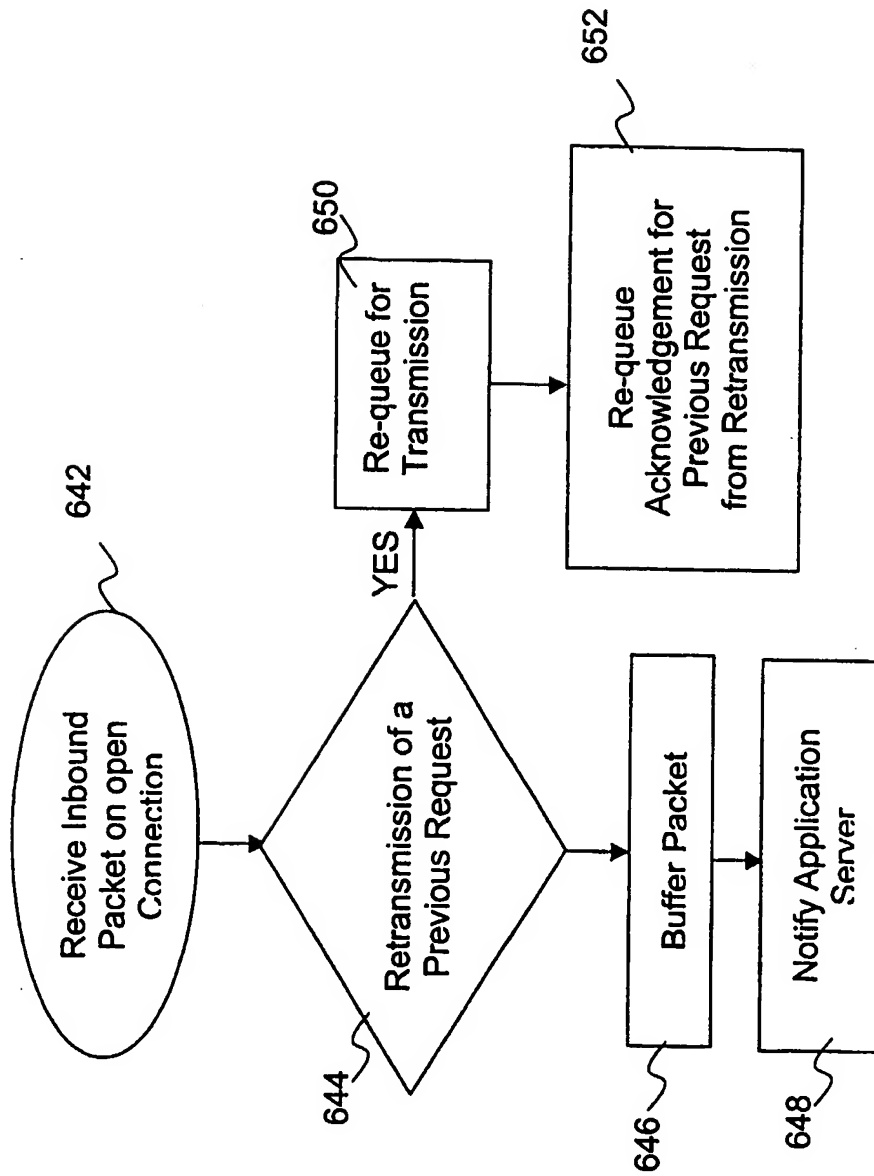 642
Receive Inbound
Packet on open
Connection
644
Retransmission of a
Previous Request
YES
650
Re-queue for
Transmission
652
Re-queue
Acknowledgement for
Previous Request
from Retransmission
646
Buffer Packet
648
Notify Application
Server